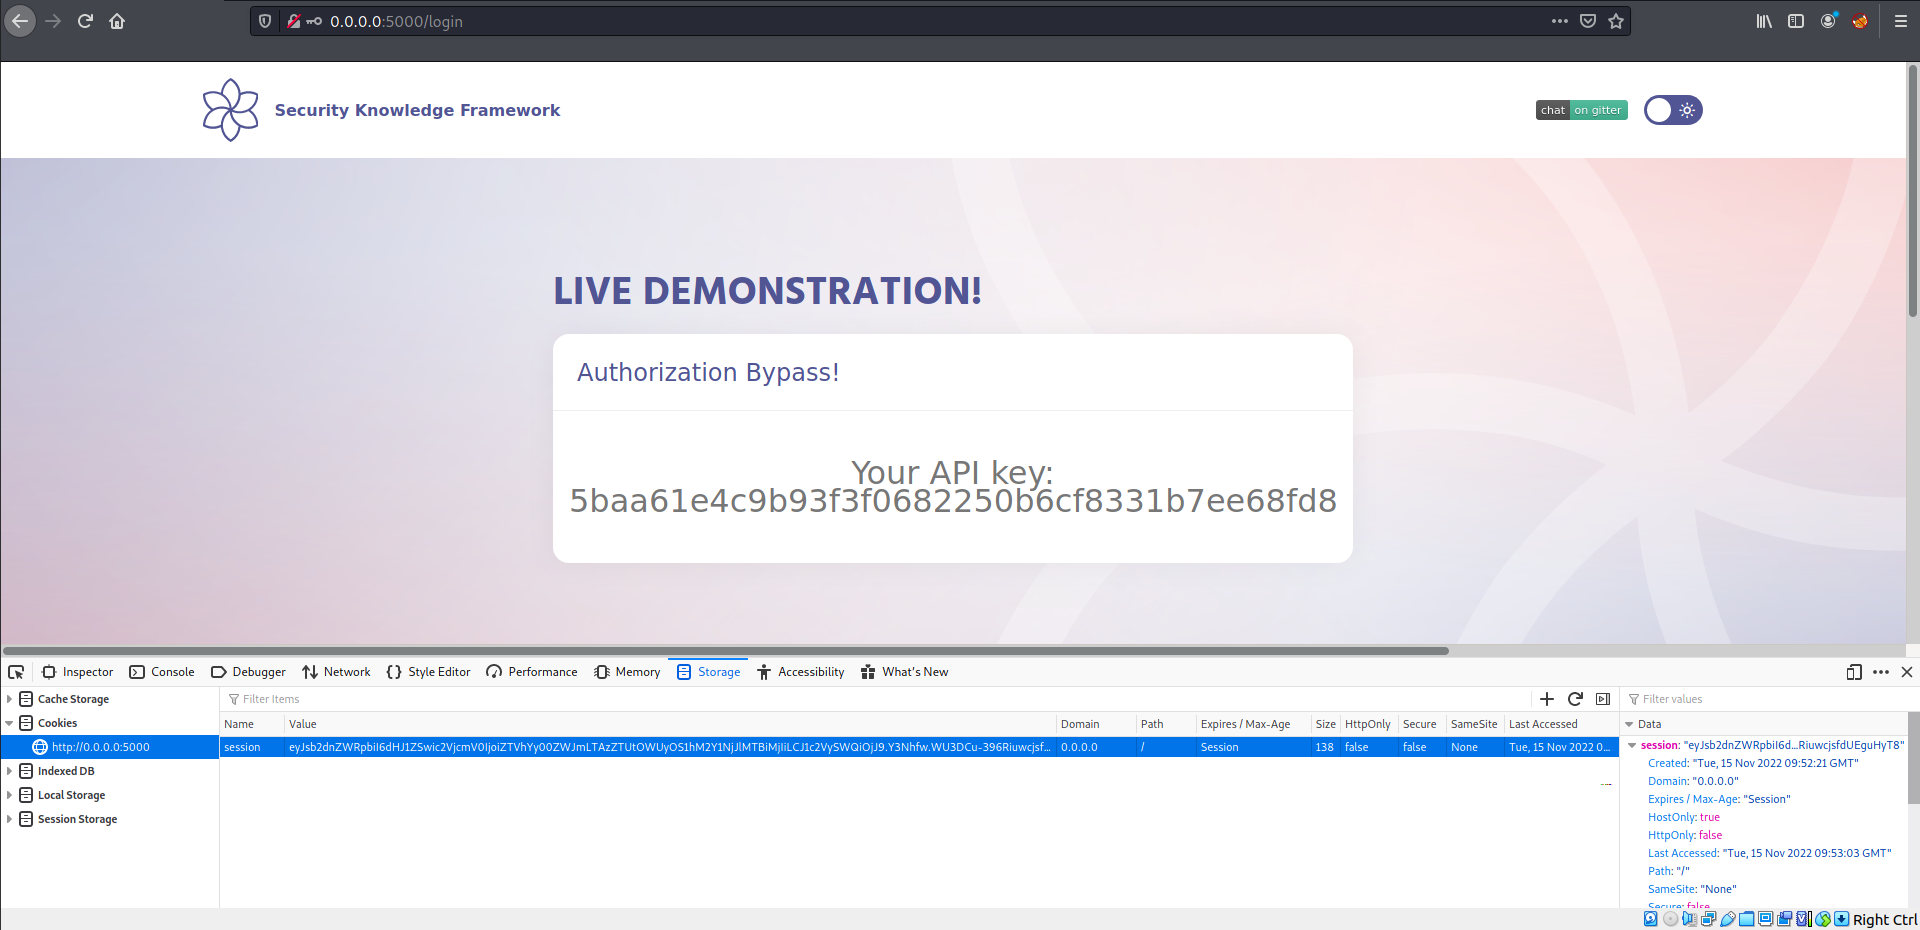 0.0.0.0:5000/login
Security Knowledge Framework
chat on gitter
LIVE DEMONSTRATION!
Authorization Bypass!
Your API key:
5baa61e4c9b93f3f0682250b6cf8331b7ee68fd8
Inspector Console Debugger Network Style Editor Performance Memory Storage Accessibility What's New
Cache Storage
Cookies
http://0.0.0.0:5000
Indexed DB
Local Storage
Session Storage
Filter Items
Name Value Domain Path Expires / Max-Age Size HttpOnly Secure SameSite Last Accessed
session eyJsb2dnZWRpbiI6dHJ1ZSwic2VjcmV0IjoiZTVhYy00ZWJmLTAzZTUtOWUyOS1hM2Y1NjJlMTBiMjIiLCJ1c2VySWQiOjJ9.Y3Nhfw.WU3DCu-396Riuwcjsf... 0.0.0.0 / Session 138 false false None Tue, 15 Nov 2022 0...
Filter values
Data
session: "eyJsb2dnZWRpbiI6d...RiuwcjsfdUEguHyT8"
Created: "Tue, 15 Nov 2022 09:52:21 GMT"
Domain: "0.0.0.0"
Expires / Max-Age: "Session"
HostOnly: true
HttpOnly: false
Last Accessed: "Tue, 15 Nov 2022 09:53:03 GMT"
Path: "/"
SameSite: "None"
Secure: false
Right Ctrl